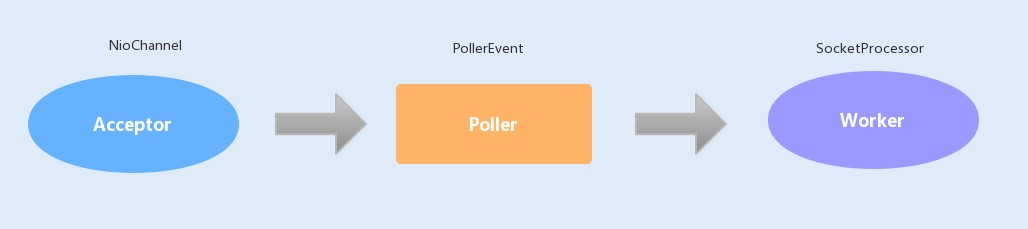 NioChannel
PollerEvent
SocketProcessor
Acceptor
Poller
Worker